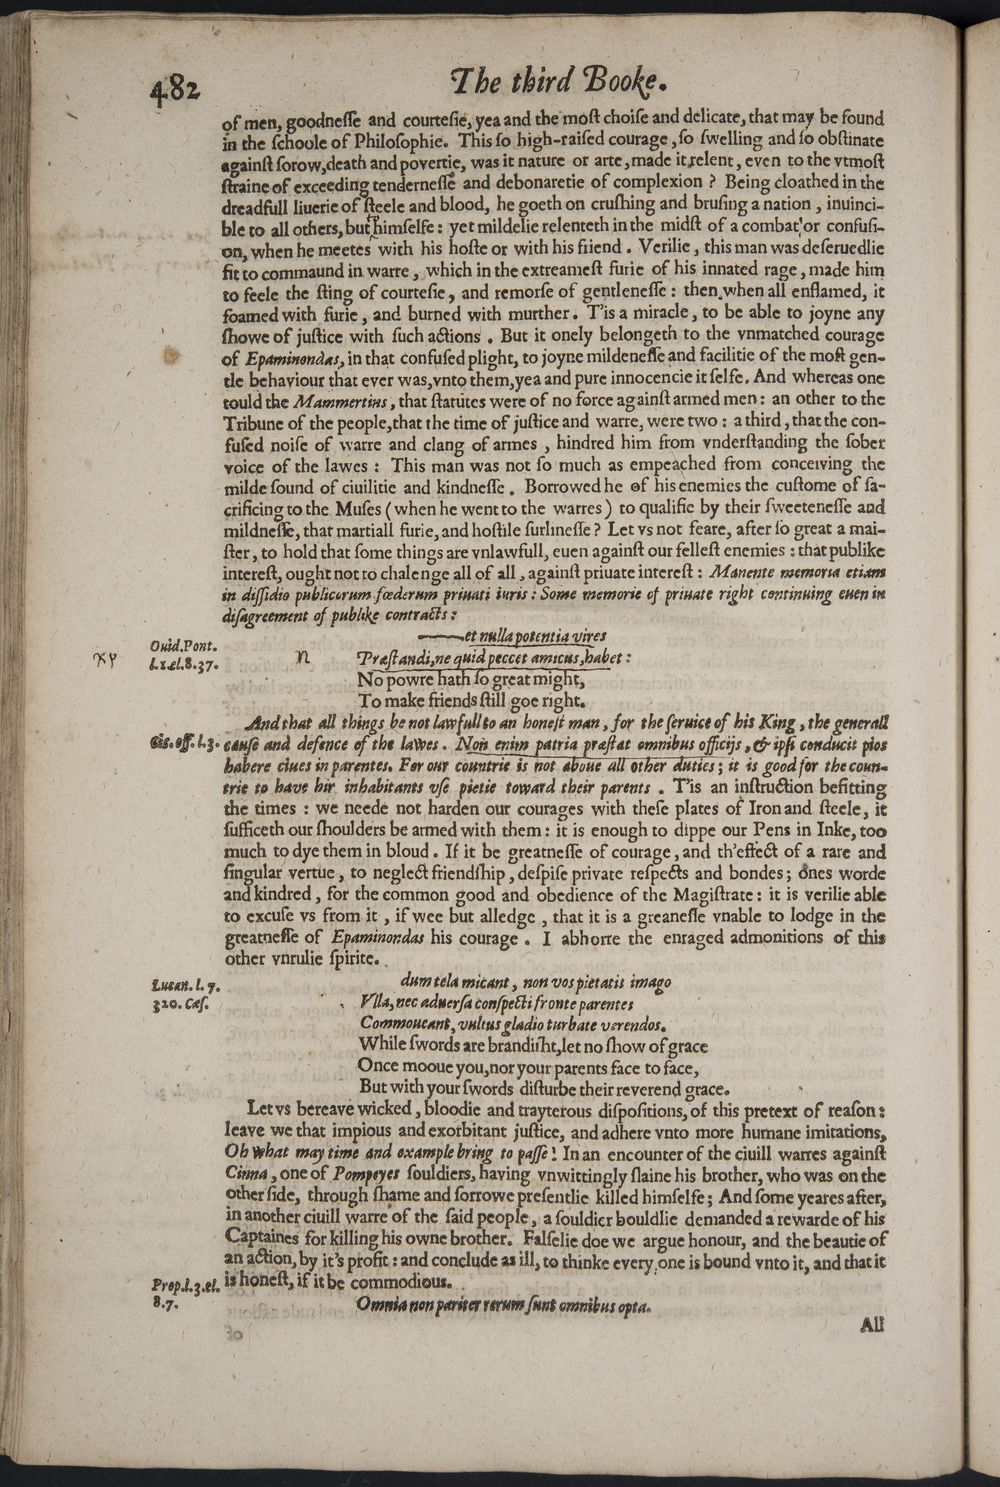 482
The third Booke.
of men, goodnesse and courtesie, yea and the most choise and delicate, that may be found
in the schoole of Philosophie. This so high-raised courage, so swelling and so obstinate
against sorow, death and povertie, was it nature or arte, made it relent, even to the vtmost
straine of exceeding tendernesse and debonaretie of complexion? Being cloathed in the
dreadfull liuerie of steele and blood, he goeth on crushing and brusing a nation, inuinci-
ble to all others, but himselfe: yet mildelie relenteth in the midst of a combat or confusi-
on, when he meetes with his hoste or with his friend. Verilie, this man was deseruedlie
fit to commaund in warre, which in the extreamest furie of his innated rage, made him
to feele the sting of courtesie, and remorse of gentlenesse: then when all enflamed, it
foamed with furie, and burned with murther. T'is a miracle, to be able to joyne any
showe of justice with such actions. But it onely belongeth to the vnmatched courage
of Epaminondas, in that confused plight, to joyne mildenesse and facilitie of the most gen-
tle behaviour that ever was, vnto them, yea and pure innocencie it selfe. And whereas one
tould the Mammertins, that statutes were of no force against armed men: an other to the
Tribune of the people, that the time of justice and warre, were two: a third, that the con-
fused noise of warre and clang of armes, hindred him from vnderstanding the sober
voice of the lawes: This man was not so much as empeached from conceiving the
milde sound of ciuilitie and kindnesse. Borrowed he of his enemies the custome of sa-
crificing to the Muses (when he went to the warres) to qualifie by their sweetenesse and
mildnesse, that martiall furie, and hostile surlinesse? Let vs not feare, after so great a mai-
ster, to hold that some things are vnlawfull, euen against our fellest enemies: that publike
interest, ought not to chalenge all of all, against priuate interest: Manente memoria etiam
in dissidio publicorum fœderum priuati iuris: Some memorie of priuate right continuing euen in
disagreement of publike contracts:
—et nulla potentia vires
Ouid. Pont.
l.1.el.8.37.
n Præstandi, ne quid peccet amicus, habet:
No powre hath so great might,
To make friends still goe right.
And that all things be not lawfull to an honest man, for the seruice of his King, the generall
Cic. off. l.3. cause and defence of the lawes. Non enim patria præstat omnibus officijs, & ipsi conducit pios
habere ciues in parentes. For our countrie is not aboue all other duties; it is good for the coun-
trie to have hir inhabitants vse pietie toward their parents. T'is an instruction befitting
the times: we neede not harden our courages with these plates of Iron and steele, it
sufficeth our shoulders be armed with them: it is enough to dippe our Pens in Inke, too
much to dye them in bloud. If it be greatnesse of courage, and th'effect of a rare and
singular vertue, to neglect friendship, despise private respects and bondes; ones worde
and kindred, for the common good and obedience of the Magistrate: it is verilie able
to excuse vs from it, if wee but alledge, that it is a greanesse vnable to lodge in the
greatnesse of Epaminondas his courage. I abhorre the enraged admonitions of this
other vnrulie spirite.
Lucan. l. 7.
320. Cæs.
dum tela micant, non vos pietatis imago
Vlla, nec aduersa conspecti fronte parentes
Commoueant, vultus gladio turbate verendos.
While swords are brandisht, let no show of grace
Once mooue you, nor your parents face to face,
But with your swords disturbe their reverend grace.
Let vs bereave wicked, bloodie and trayterous dispositions, of this pretext of reason:
leave we that impious and exorbitant justice, and adhere vnto more humane imitations,
Oh what may time and example bring to passe! In an encounter of the ciuill warres against
Cinna, one of Pompeyes souldiers, having vnwittingly slaine his brother, who was on the
other side, through shame and sorrowe presentlie killed himselfe; And some yeares after,
in another ciuill warre of the said people, a souldier bouldlie demanded a rewarde of his
Captaines for killing his owne brother. Falselie doe we argue honour, and the beautie of
an action, by it's profit: and conclude as ill, to thinke every one is bound vnto it, and that it
is honest, if it be commodious.
Prop. l.3.el.
8.7.
Omnia non pariter rerum sunt omnibus apta.
All